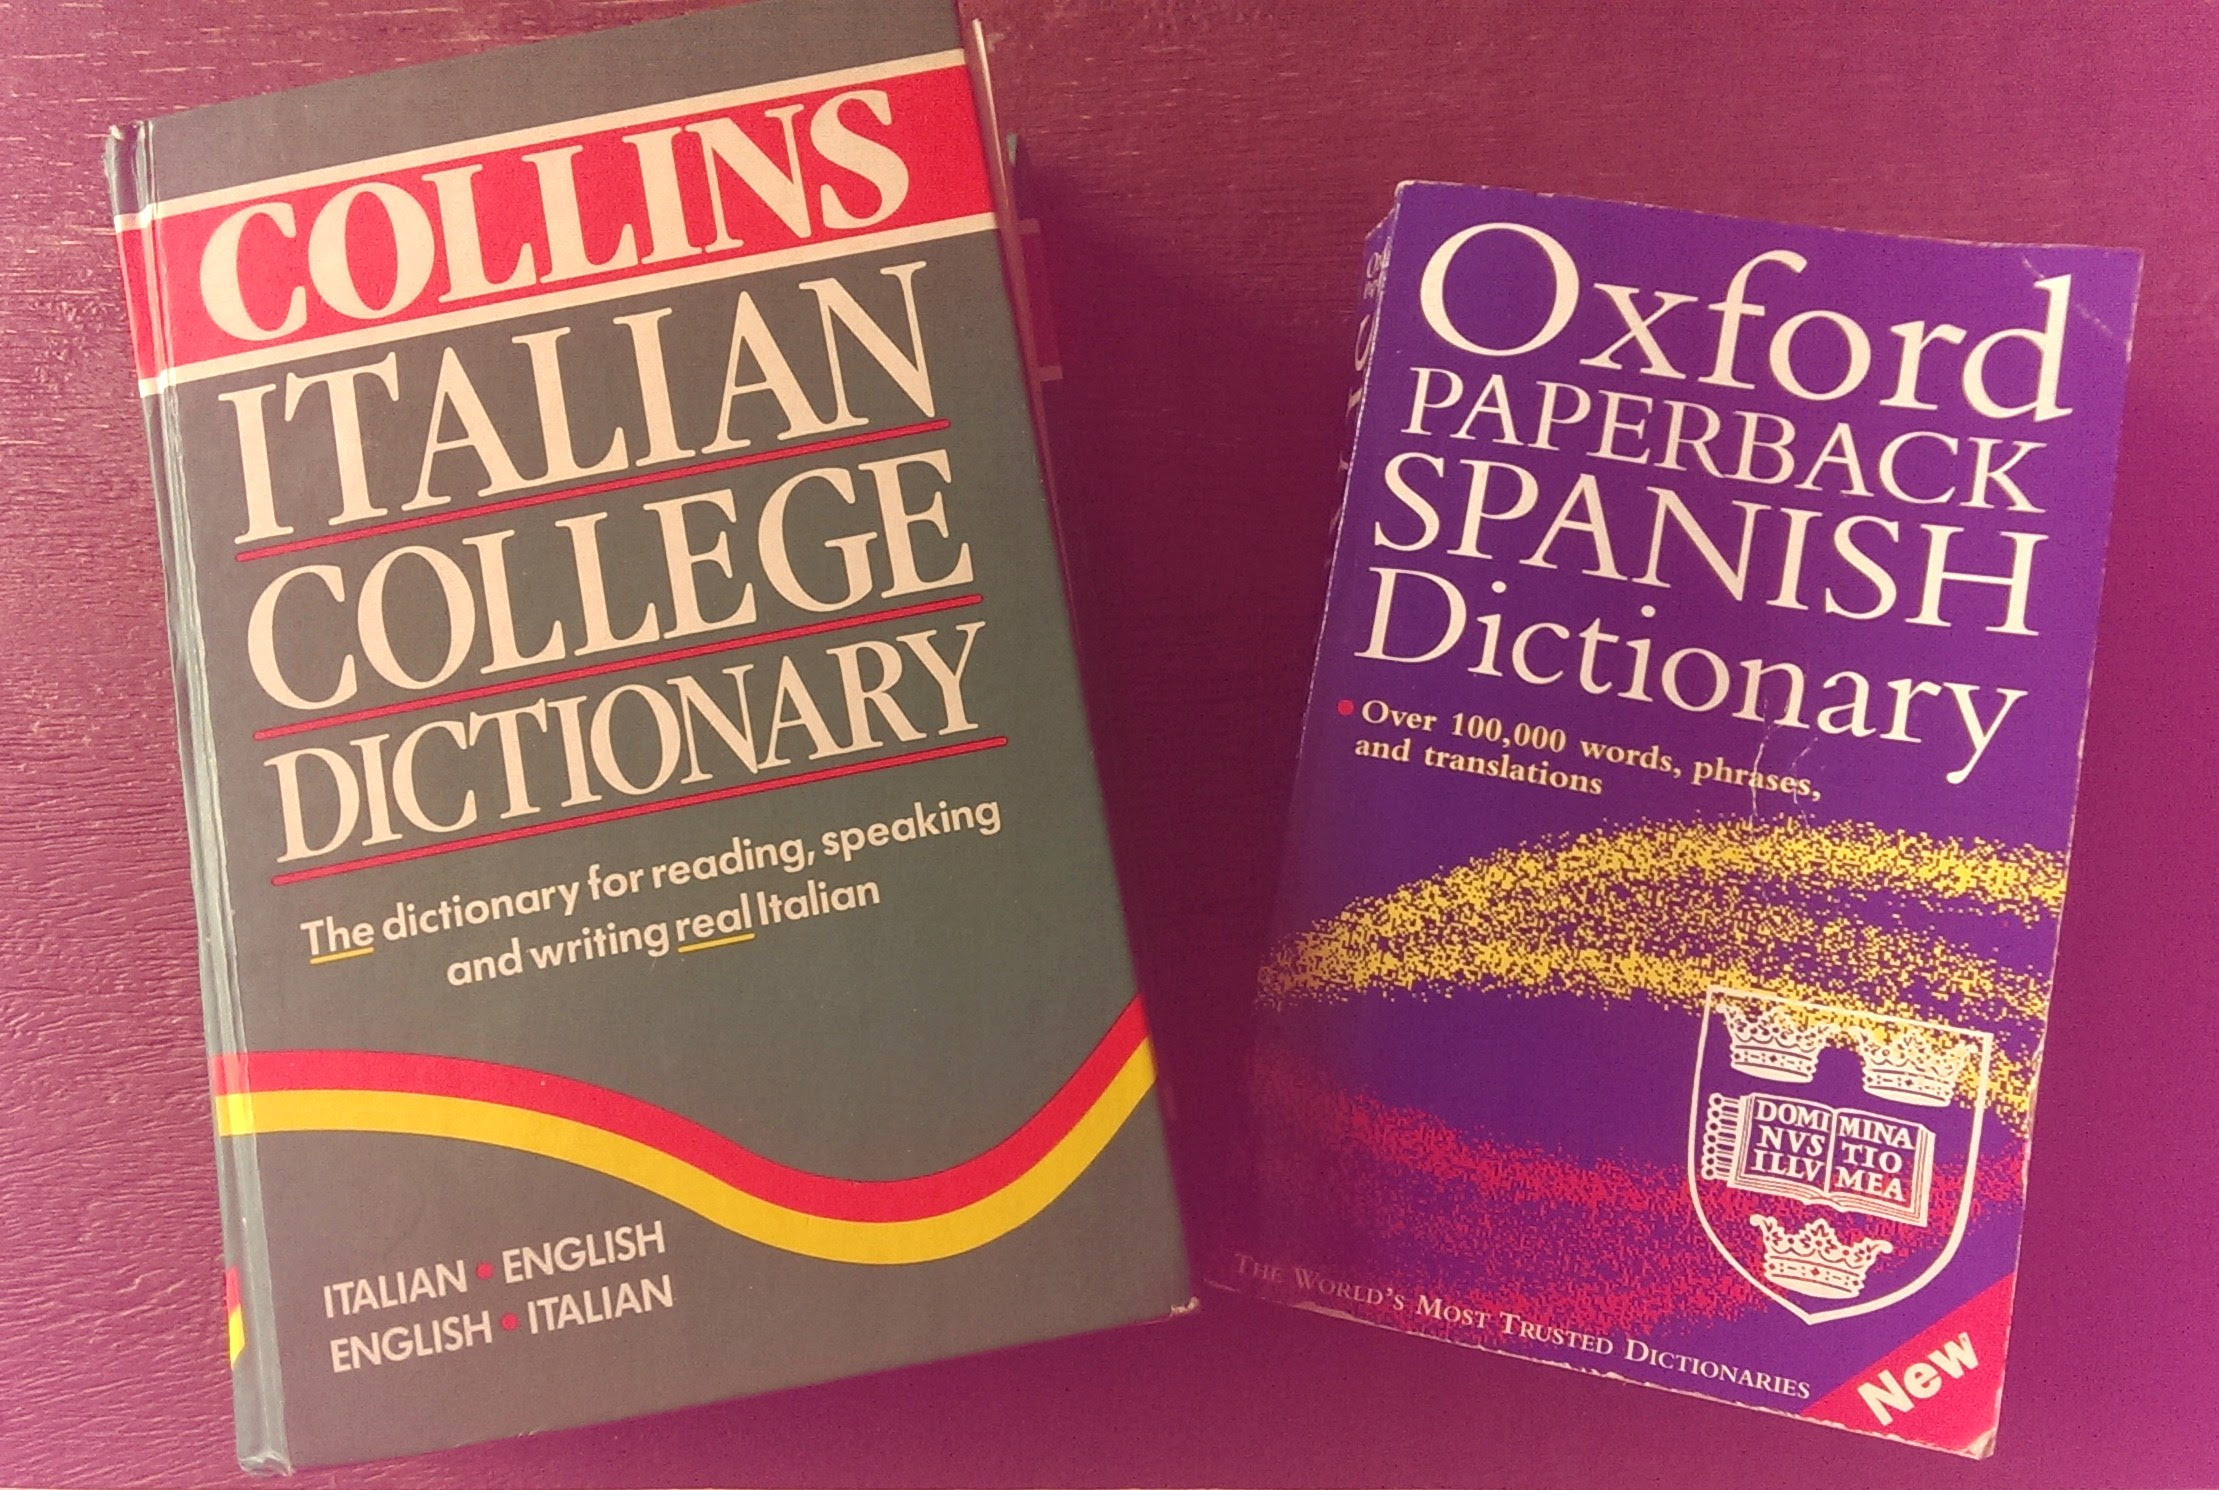 COLLINS
ITALIAN
COLLEGE
DICTIONARY
The dictionary for reading, speaking
and writing real Italian
ITALIAN • ENGLISH
ENGLISH • ITALIAN
Oxford
PAPERBACK
SPANISH
Dictionary
• Over 100,000 words, phrases,
and translations
DOMI MINA
NVS TIO
ILLV MEA
THE WORLD'S MOST TRUSTED DICTIONARIES
New